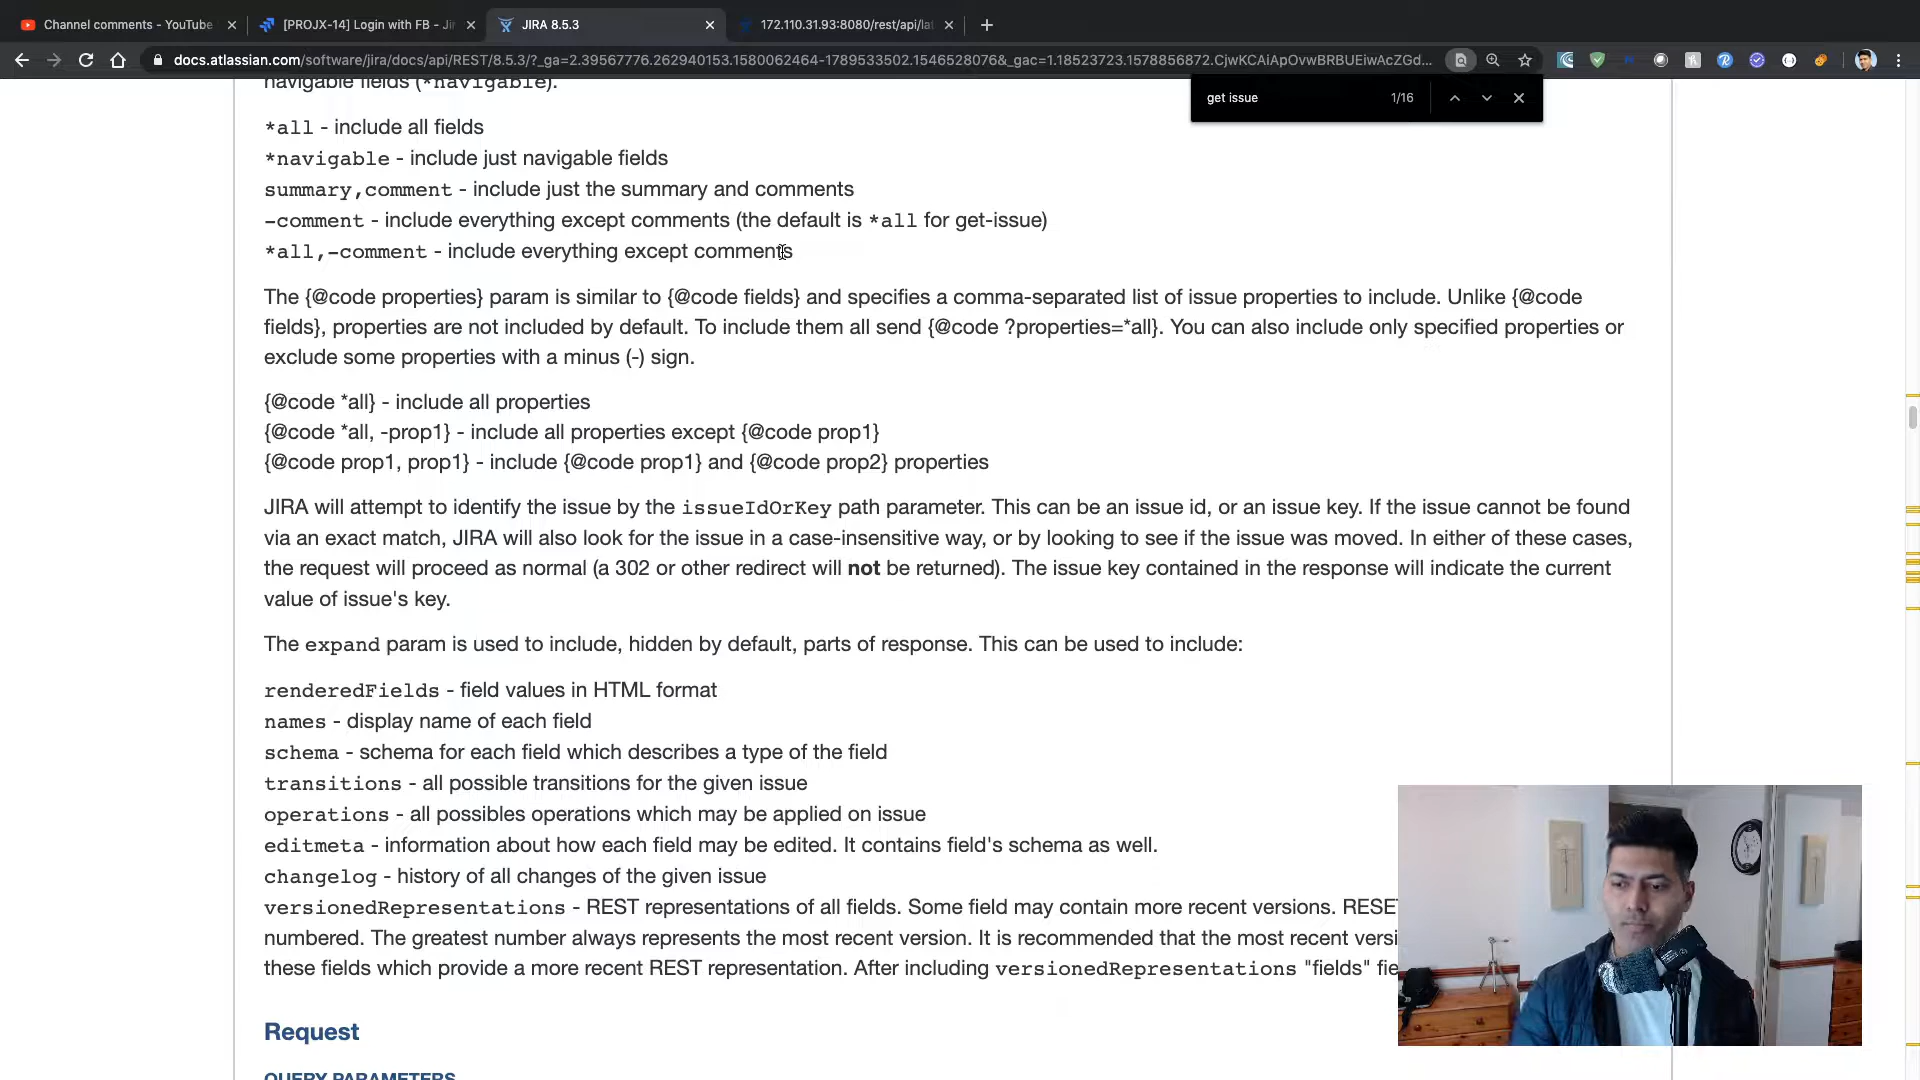 Channel comments - YouTube
[PROJX-14] Login with FB - Jir
JIRA 8.5.3
172.110.31.93:8080/rest/api/la
docs.atlassian.com/software/jira/docs/api/REST/8.5.3/?_ga=2.39567776.262940153.1580062464-1789533502.1546528076&_gac=1.18523723.1578856872.CjwKCAiApOvwBRBUEiwAcZGd...
get issue 1/16
navigable fields (*navigable).
*all - include all fields
*navigable - include just navigable fields
summary,comment - include just the summary and comments
-comment - include everything except comments (the default is *all for get-issue)
*all,-comment - include everything except comments
The {@code properties} param is similar to {@code fields} and specifies a comma-separated list of issue properties to include. Unlike {@code
fields}, properties are not included by default. To include them all send {@code ?properties=*all}. You can also include only specified properties or
exclude some properties with a minus (-) sign.
{@code *all} - include all properties
{@code *all, -prop1} - include all properties except {@code prop1}
{@code prop1, prop1} - include {@code prop1} and {@code prop2} properties
JIRA will attempt to identify the issue by the issueIdOrKey path parameter. This can be an issue id, or an issue key. If the issue cannot be found
via an exact match, JIRA will also look for the issue in a case-insensitive way, or by looking to see if the issue was moved. In either of these cases,
the request will proceed as normal (a 302 or other redirect will not be returned). The issue key contained in the response will indicate the current
value of issue's key.
The expand param is used to include, hidden by default, parts of response. This can be used to include:
renderedFields - field values in HTML format
names - display name of each field
schema - schema for each field which describes a type of the field
transitions - all possible transitions for the given issue
operations - all possibles operations which may be applied on issue
editmeta - information about how each field may be edited. It contains field's schema as well.
changelog - history of all changes of the given issue
versionedRepresentations - REST representations of all fields. Some field may contain more recent versions. RESET
numbered. The greatest number always represents the most recent version. It is recommended that the most recent versi
these fields which provide a more recent REST representation. After including versionedRepresentations "fields" fie
Request
QUERY PARAMETERS